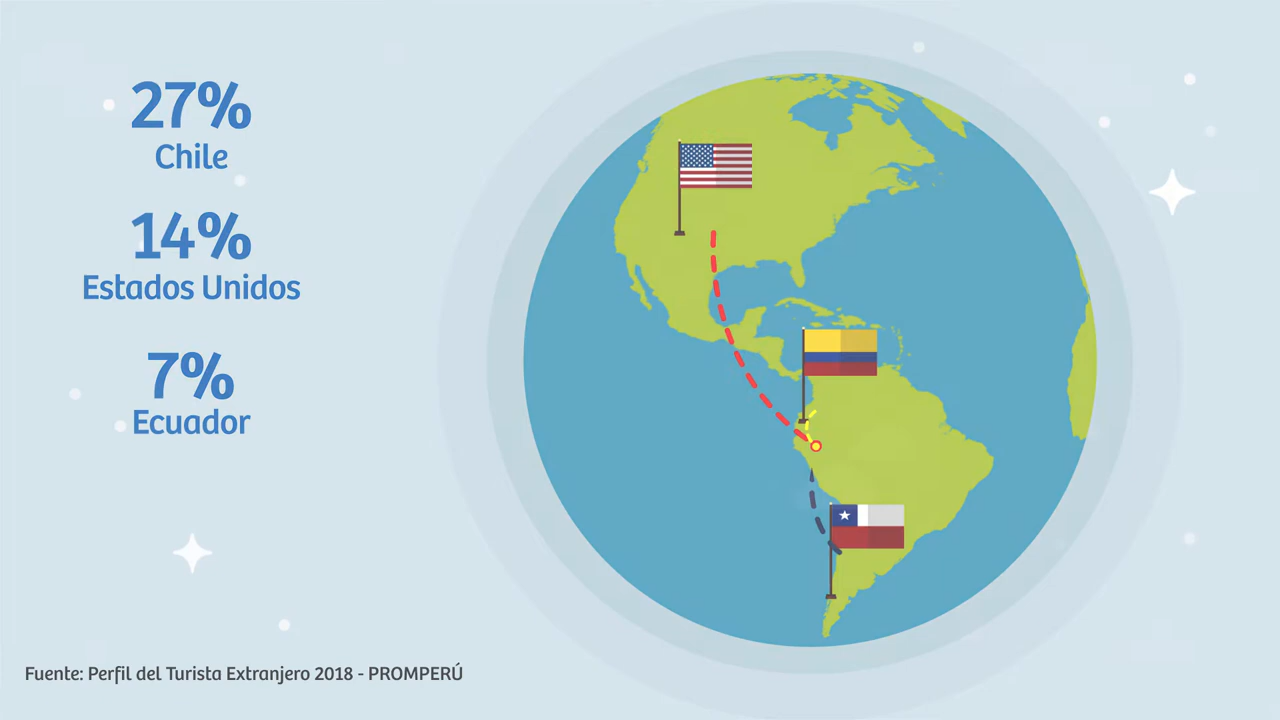 27%
Chile
14%
Estados Unidos
7%
Ecuador
Fuente: Perfil del Turista Extranjero 2018 - PROMPERÚ